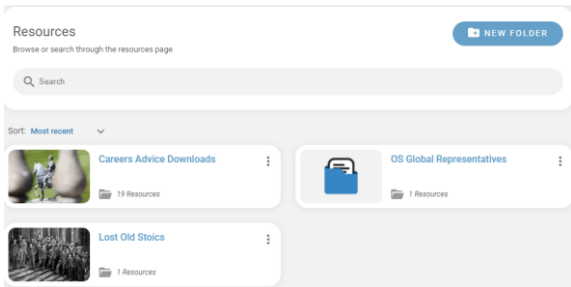 Resources
NEW FOLDER
Browse or search through the resources page
Search
Sort: Most recent
Careers Advice Downloads
19 Resources
OS Global Representatives
1 Resources
Lost Old Stoics
1 Resources